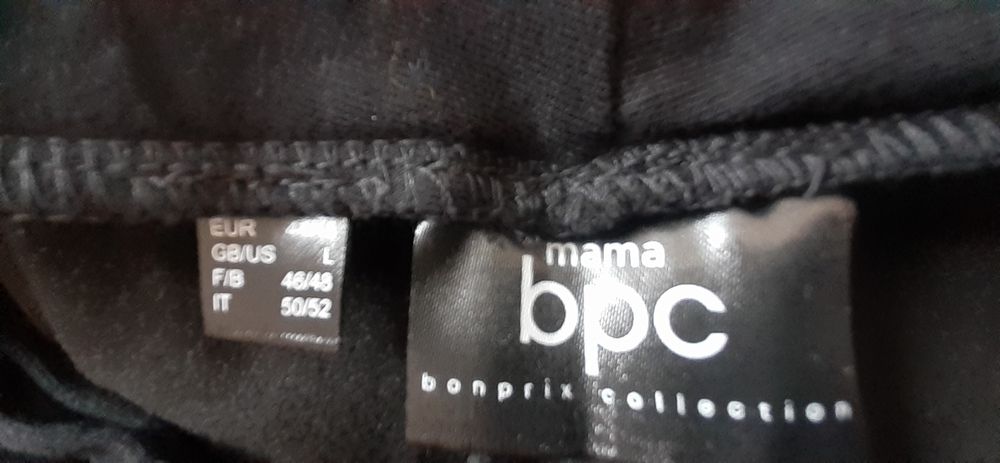 EUR
GB/US L
F/B 46/48
IT 50/52
mama
bpc
bonprix collection